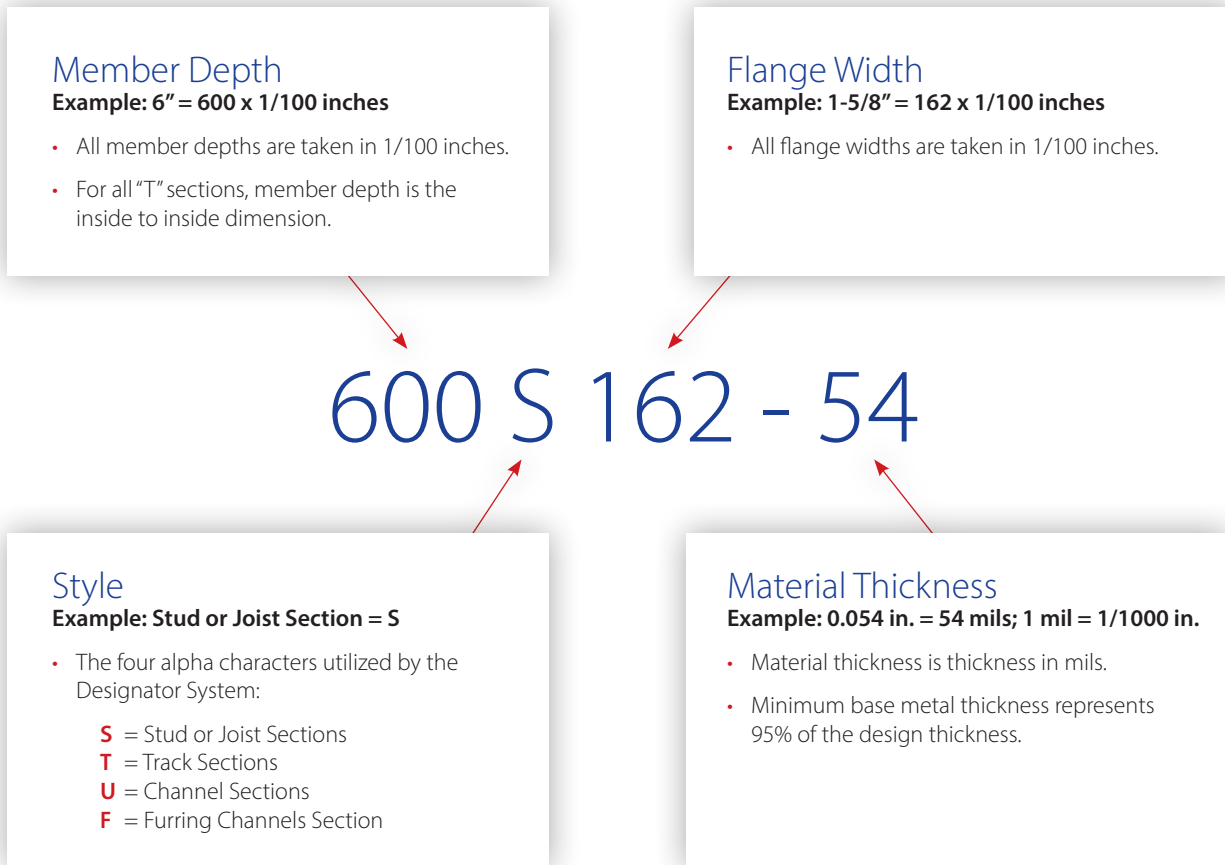 Member Depth
Example: 6” = 600 x 1/100 inches
• All member depths are taken in 1/100 inches.
• For all “T” sections, member depth is the
inside to inside dimension.
Flange Width
Example: 1-5/8” = 162 x 1/100 inches
• All flange widths are taken in 1/100 inches.
600 S 162 - 54
Style
Example: Stud or Joist Section = S
• The four alpha characters utilized by the
Designator System:
S = Stud or Joist Sections
T = Track Sections
U = Channel Sections
F = Furring Channels Section
Material Thickness
Example: 0.054 in. = 54 mils; 1 mil = 1/1000 in.
• Material thickness is thickness in mils.
• Minimum base metal thickness represents
95% of the design thickness.